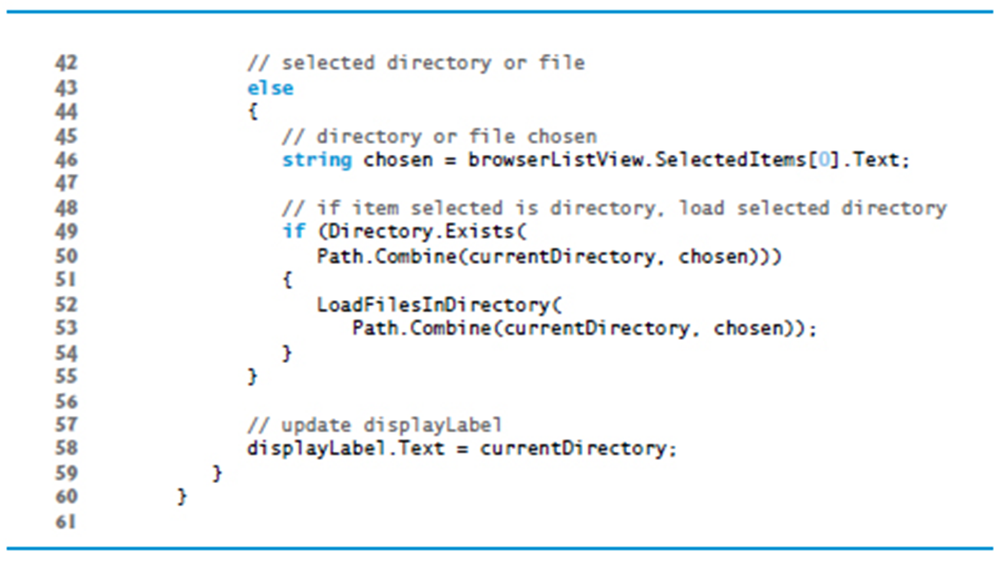 42 // selected directory or file
43 else
44 {
45 // directory or file chosen
46 string chosen = browserListView.SelectedItems[0].Text;
47
48 // if item selected is directory, load selected directory
49 if (Directory.Exists(
50 Path.Combine(currentDirectory, chosen)))
51 {
52 LoadFilesInDirectory(
53 Path.Combine(currentDirectory, chosen));
54 }
55 }
56
57 // update displayLabel
58 displayLabel.Text = currentDirectory;
59 }
60 }
61